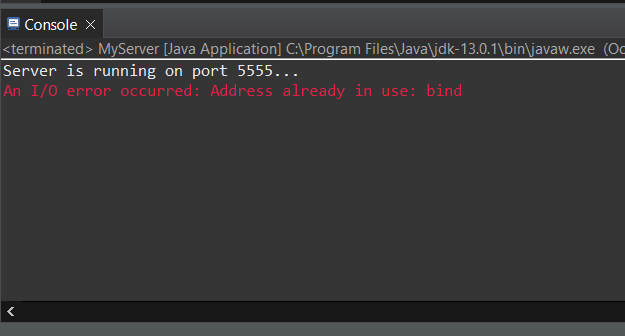 Console
<terminated> MyServer [Java Application] C:\Program Files\Java\jdk-13.0.1\bin\javaw.exe (Oc
Server is running on port 5555...
An I/O error occurred: Address already in use: bind